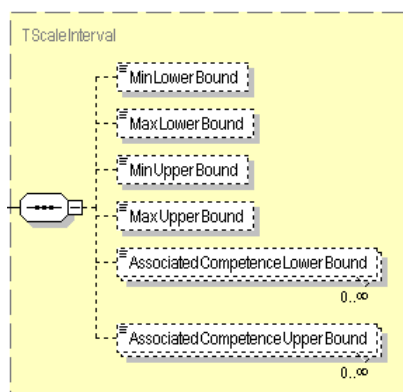 TScaleInterval
MinLowerBound
MaxLowerBound
MinUpperBound
MaxUpperBound
AssociatedCompetenceLowerBound
0..∞
AssociatedCompetenceUpperBound
0..∞